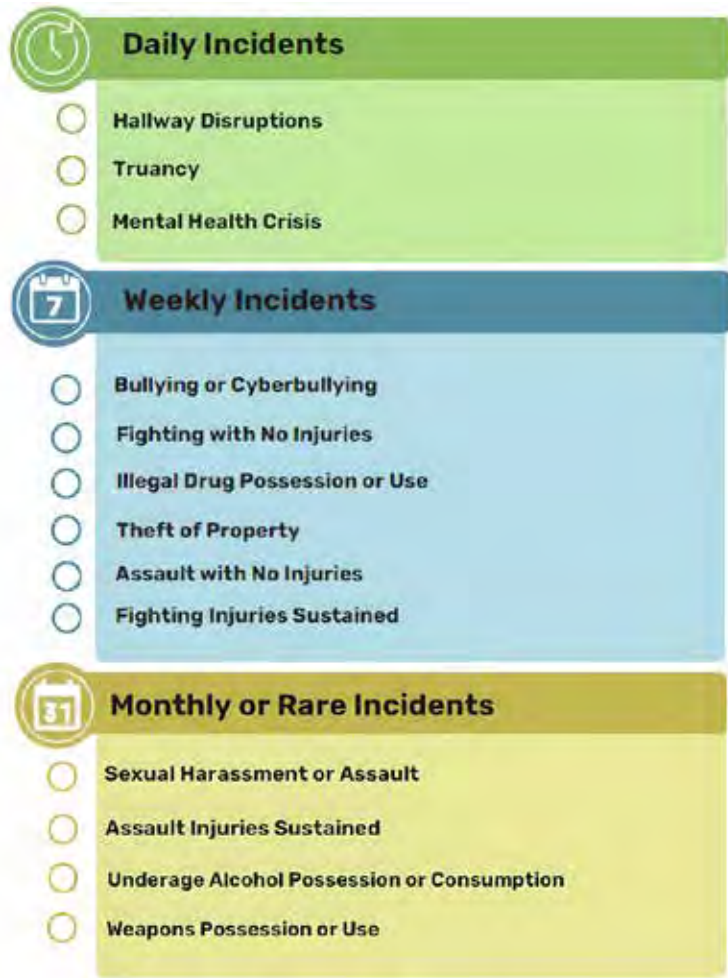 Daily Incidents
Hallway Disruptions
Truancy
Mental Health Crisis
7
Weekly Incidents
Bullying or Cyberbullying
Fighting with No Injuries
Illegal Drug Possession or Use
Theft of Property
Assault with No Injuries
Fighting Injuries Sustained
31
Monthly or Rare Incidents
Sexual Harassment or Assault
Assault Injuries Sustained
Underage Alcohol Possession or Consumption
Weapons Possession or Use